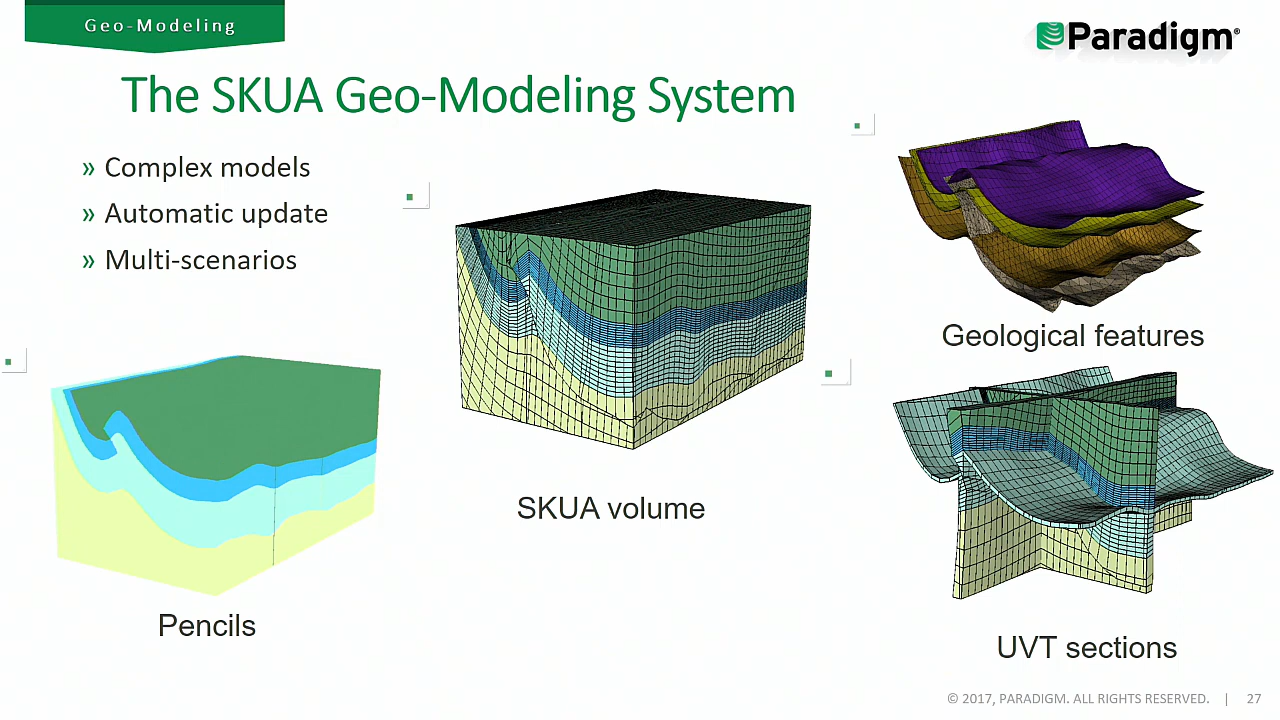 Geo-Modeling
Paradigm®
The SKUA Geo-Modeling System
» Complex models
» Automatic update
» Multi-scenarios
Geological features
SKUA volume
Pencils
UVT sections
© 2017, PARADIGM. ALL RIGHTS RESERVED. | 27